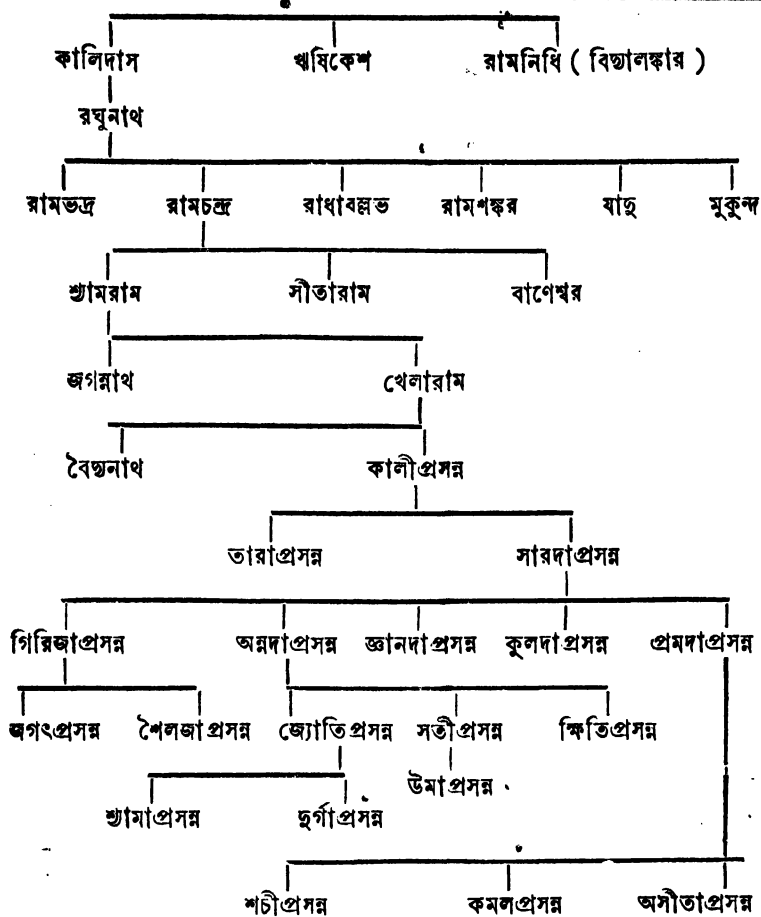 কালিদাস ঋষিকেশ রামনিধি ( বিদ্যালঙ্কার )
রঘুনাথ
রামভদ্র রামচন্দ্র রাধাবল্লভ রামশঙ্কর যাদু মুকুন্দ
শ্যামরাম সীতারাম বাণেশ্বর
জগন্নাথ খেলারাম
বৈদ্যনাথ কালীপ্রসন্ন
তারাপ্রসন্ন সারদাপ্রসন্ন
গিরিজাপ্রসন্ন অন্নদাপ্রসন্ন জ্ঞানদাপ্রসন্ন কুলদাপ্রসন্ন প্রমদাপ্রসন্ন
জগৎপ্রসন্ন শৈলজাপ্রসন্ন জ্যোতিপ্রসন্ন সতীপ্রসন্ন ক্ষিতিপ্রসন্ন
উমাপ্রসন্ন
শ্যামাপ্রসন্ন দুর্গাপ্রসন্ন
শচীপ্রসন্ন কমলপ্রসন্ন অসীতাপ্রসন্ন